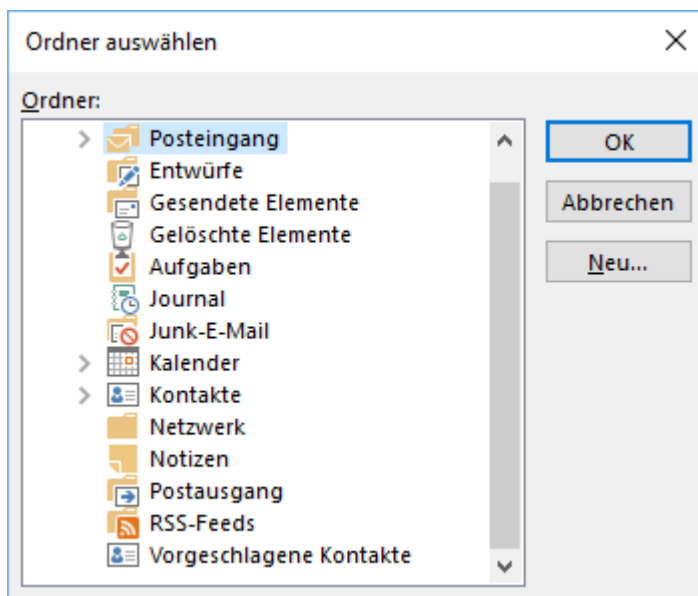 Ordner auswählen
Ordner:
Posteingang
Entwürfe
Gesendete Elemente
Gelöschte Elemente
Aufgaben
Journal
Junk-E-Mail
Kalender
Kontakte
Netzwerk
Notizen
Postausgang
RSS-Feeds
Vorgeschlagene Kontakte
OK
Abbrechen
Neu...